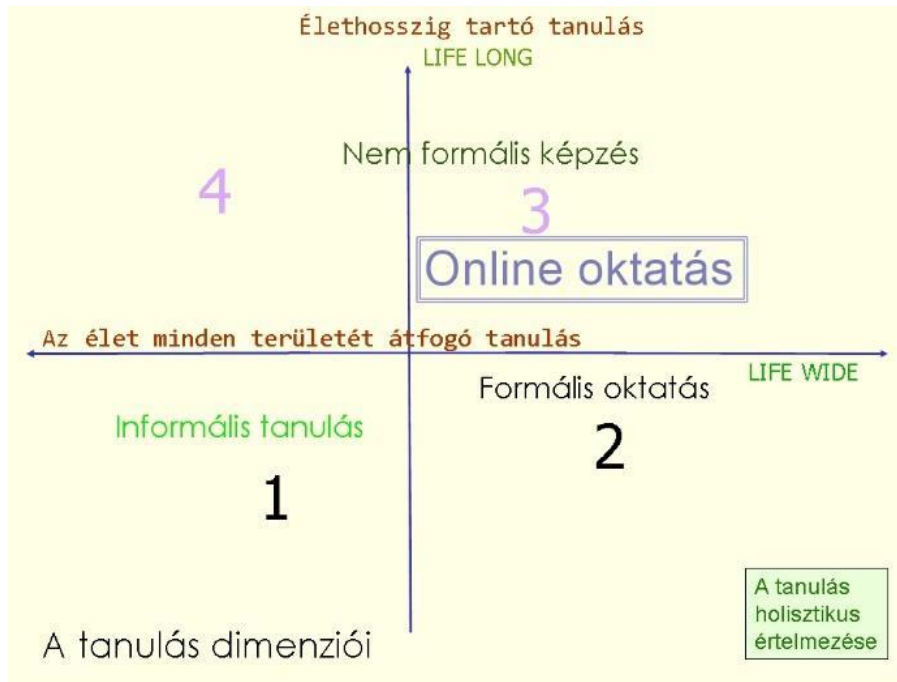 Élethosszig tartó tanulás
LIFE LONG
Nem formális képzés
4
3
Online oktatás
Az élet minden területét átfogó tanulás
LIFE WIDE
Formális oktatás
Informális tanulás
2
1
A tanulás
holisztikus
értelmezése
A tanulás dimenziói